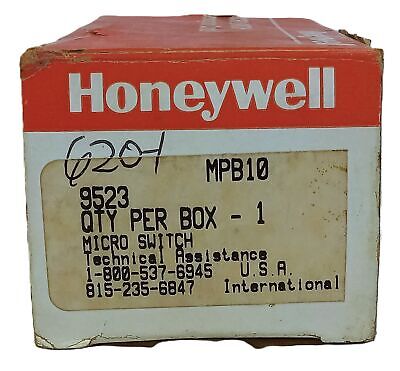 Honeywell
6204
MPB10
9523
QTY PER BOX - 1
MICRO SWITCH
Technical Assistance
1-800-537-6945 U.S.A.
815-235-6847 International